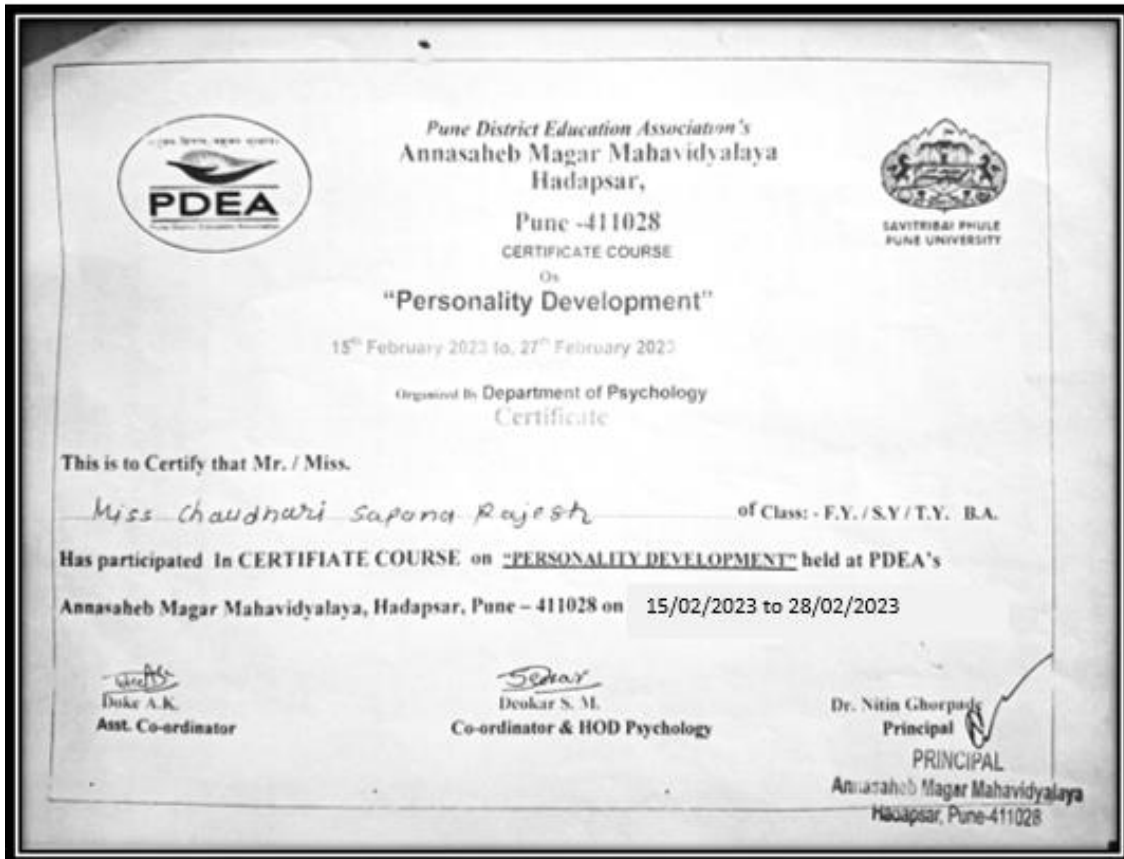 PDEA
Pune District Education Association
Pune District Education Association's
Annasaheb Magar Mahavidyalaya
Hadapsar,
Pune -411028
CERTIFICATE COURSE
On
"Personality Development"
15th February 2023 to, 27th February 2023
Organized By Department of Psychology
Certificate
SAVITRIBAI PHULE
PUNE UNIVERSITY
This is to Certify that Mr. / Miss.
Miss Chaudhari Sapana Rajesh of Class: - F.Y. / S.Y / T.Y. B.A.
Has participated In CERTIFIATE COURSE on "PERSONALITY DEVELOPMENT" held at PDEA's
Annasaheb Magar Mahavidyalaya, Hadapsar, Pune – 411028 on 15/02/2023 to 28/02/2023
Doke A.K.
Asst. Co-ordinator
Deokar S. M.
Co-ordinator & HOD Psychology
Dr. Nitin Ghorpade
Principal
PRINCIPAL
Annasaheb Magar Mahavidyalaya
Hadapsar, Pune-411028